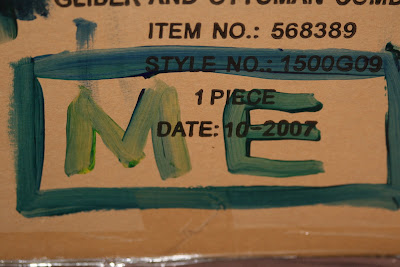 GLIDER AND OTTOMAN
ITEM NO.: 568389
STYLE NO.: 1500G09
1 PIECE
DATE: 10-2007
ME